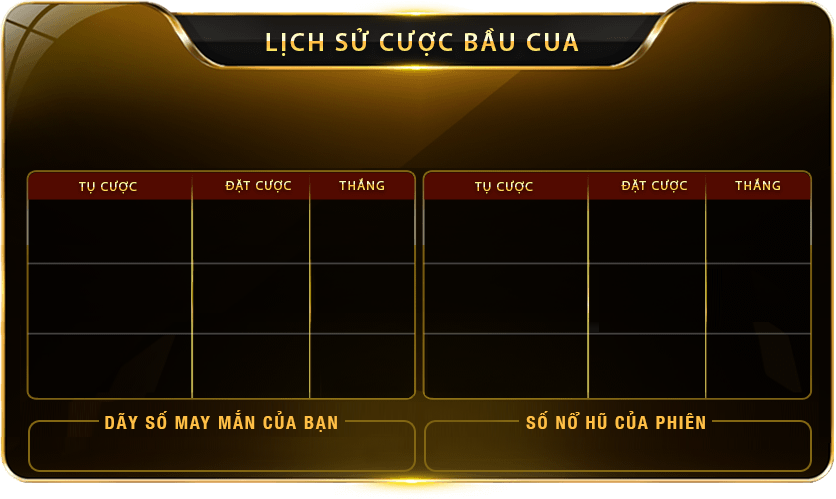 LỊCH SỬ CƯỢC BẦU CUA
TỤ CƯỢC ĐẶT CƯỢC THẮNG TỤ CƯỢC ĐẶT CƯỢC THẮNG
DÃY SỐ MAY MẮN CỦA BẠN SỐ NỔ HŨ CỦA PHIÊN